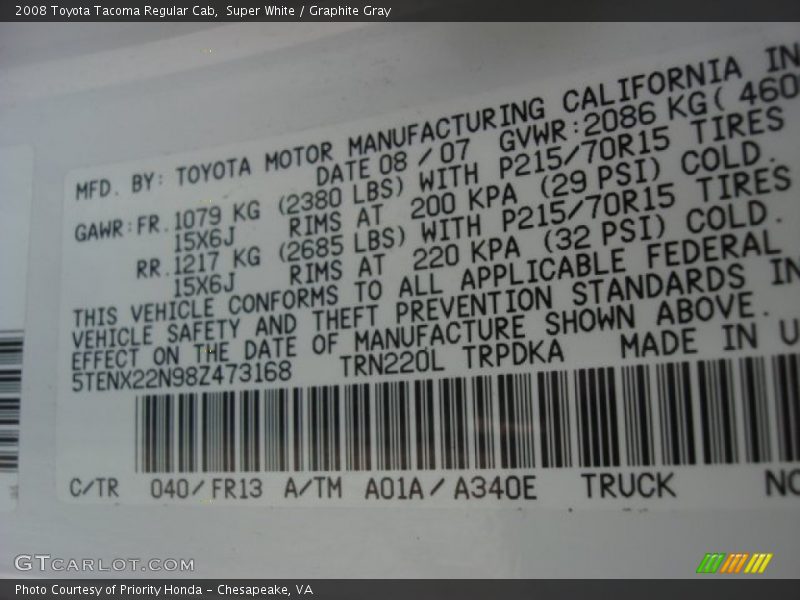 2008 Toyota Tacoma Regular Cab,  Super White / Graphite Gray
MFD. BY: TOYOTA MOTOR MANUFACTURING CALIFORNIA IN
DATE 08 / 07 GVWR:2086 KG( 460
GAWR:FR. 1079 KG (2380 LBS) WITH P215/70R15 TIRES
15X6J RIMS AT 200 KPA (29 PSI) COLD.
RR. 1217 KG (2685 LBS) WITH P215/70R15 TIRES
15X6J RIMS AT 220 KPA (32 PSI) COLD.
THIS VEHICLE CONFORMS TO ALL APPLICABLE FEDERAL
VEHICLE SAFETY AND THEFT PREVENTION STANDARDS IN
EFFECT ON THE DATE OF MANUFACTURE SHOWN ABOVE.
5TENX22N98Z473168 TRN220L TRPDKA MADE IN U
C/TR 040/FR13 A/TM A01A/A340E TRUCK NO
GTCARLOT.COM
Photo Courtesy of Priority Honda - Chesapeake, VA